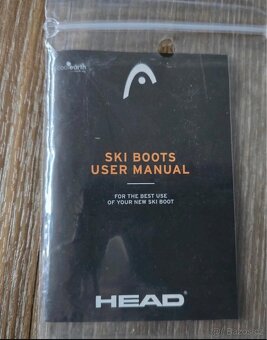 SKI BOOTS
USER MANUAL
FOR THE BEST USE
OF YOUR NEW SKI BOOT
HEAD